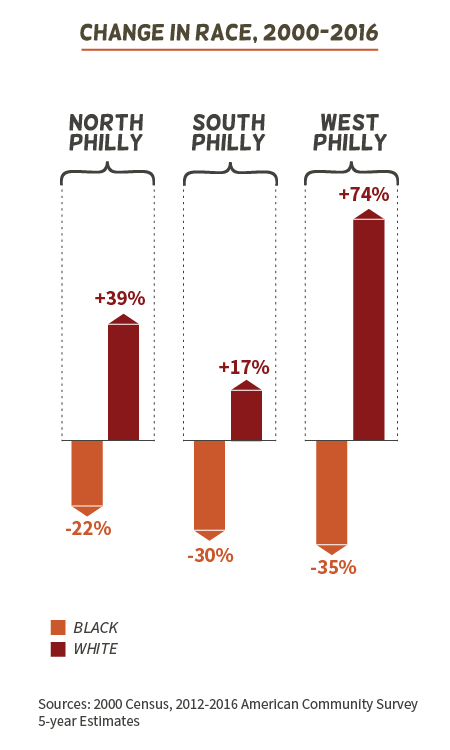 CHANGE IN RACE, 2000-2016
NORTH
PHILLY
SOUTH
PHILLY
WEST
PHILLY
+74%
+39%
+17%
-22%
-30%
-35%
BLACK
WHITE
Sources: 2000 Census, 2012-2016 American Community Survey
5-year Estimates